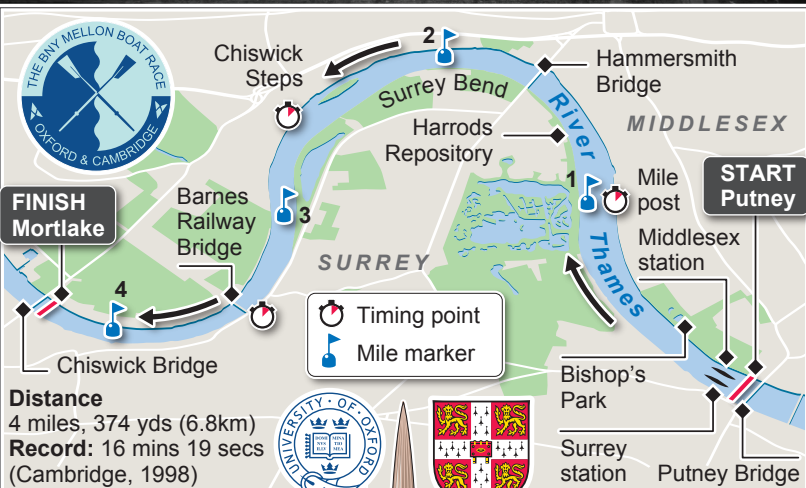 THE BNY MELLON BOAT RACE
OXFORD & CAMBRIDGE
Chiswick
Steps
2
Surrey Bend
Hammersmith
Bridge
Harrods
Repository
River
Thames
MIDDLESEX
FINISH
Mortlake
Barnes
Railway
Bridge
3
1
Mile
post
START
Putney
Middlesex
station
SURREY
4
Timing point
Mile marker
Chiswick Bridge
Bishop's
Park
Surrey
station
Putney Bridge
Distance
4 miles, 374 yds (6.8km)
Record: 16 mins 19 secs
(Cambridge, 1998)
UNIVERSITY · OF · OXFORD